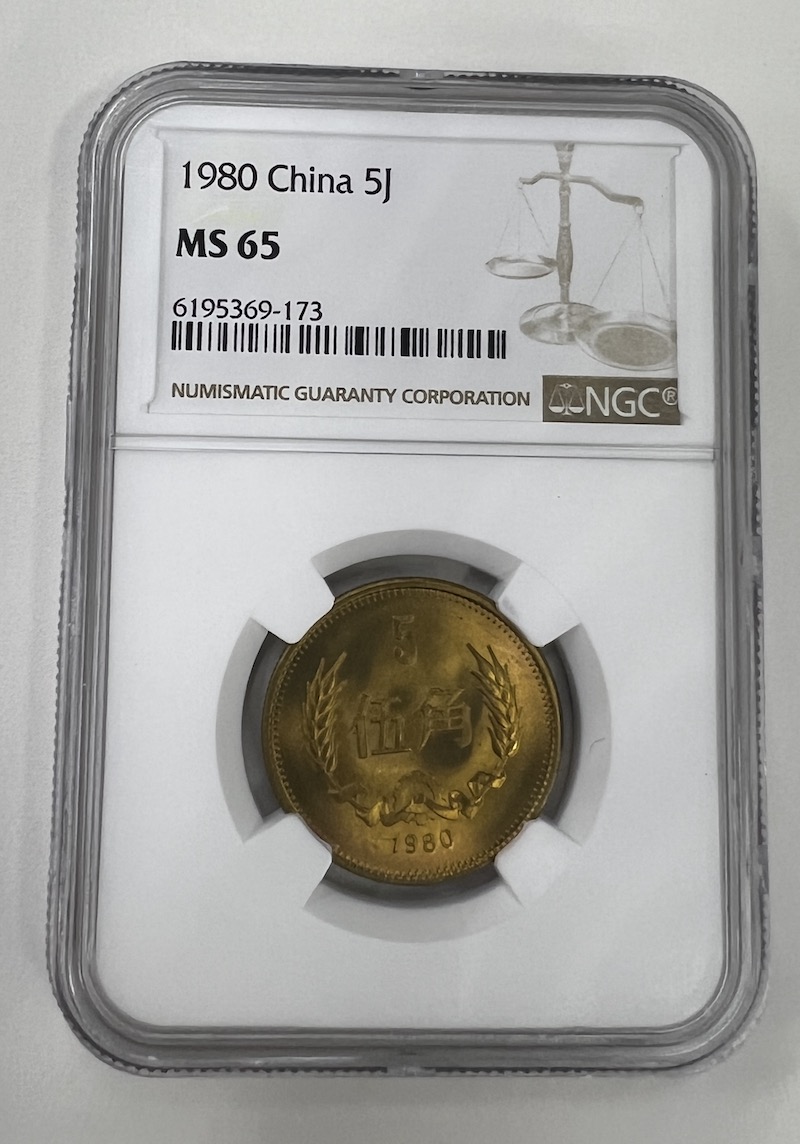 1980 China 5J
MS 65
6195369-173
NUMISMATIC GUARANTY CORPORATION NGC®
5
伍角
1980